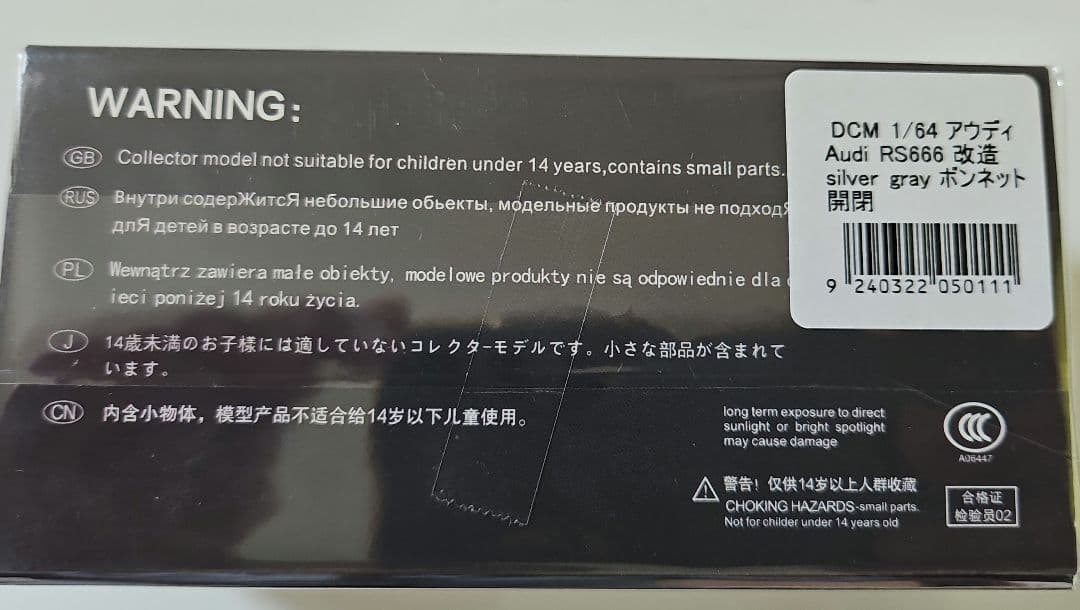 WARNING:
GB Collector model not suitable for children under 14 years,contains small parts.
RUS Внутри содерЖитсЯ небольшие обьекты, модельные продукты не подходЯ
длЯ детей в возрасте до 14 лет
PL Wewnątrz zawiera małe obiekty, modelowe produkty nie są odpowiednie dla
ieci poniżej 14 roku życia.
J 14歳未満のお子様には適していないコレクターモデルです。小さな部品が含まれて
います。
CN 内含小物体，模型产品不适合给14岁以下儿童使用。
DCM 1/64 アウディ
Audi RS666 改造
silver gray ボンネット
開閉
9 240322 050111
long term exposure to direct
sunlight or bright spotlight
may cause damage
A06447
警告！仅供14岁以上人群收藏
CHOKING HAZARDS-small parts.
Not for childer under 14 years old
合格证
检验员02